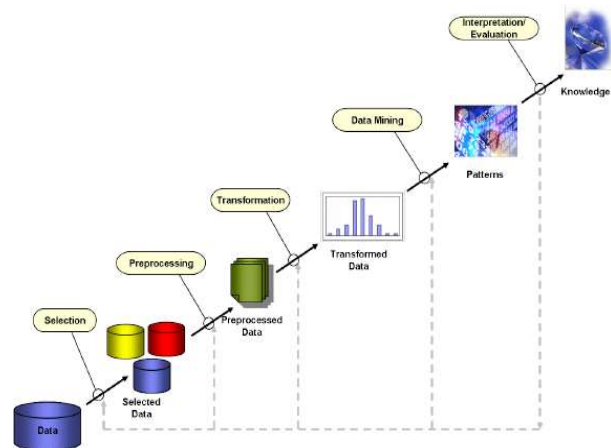 Interpretation/
Evaluation
Knowledge
Data Mining
Patterns
Transformation
Transformed
Data
Preprocessing
Preprocessed
Data
Selection
Selected
Data
Data